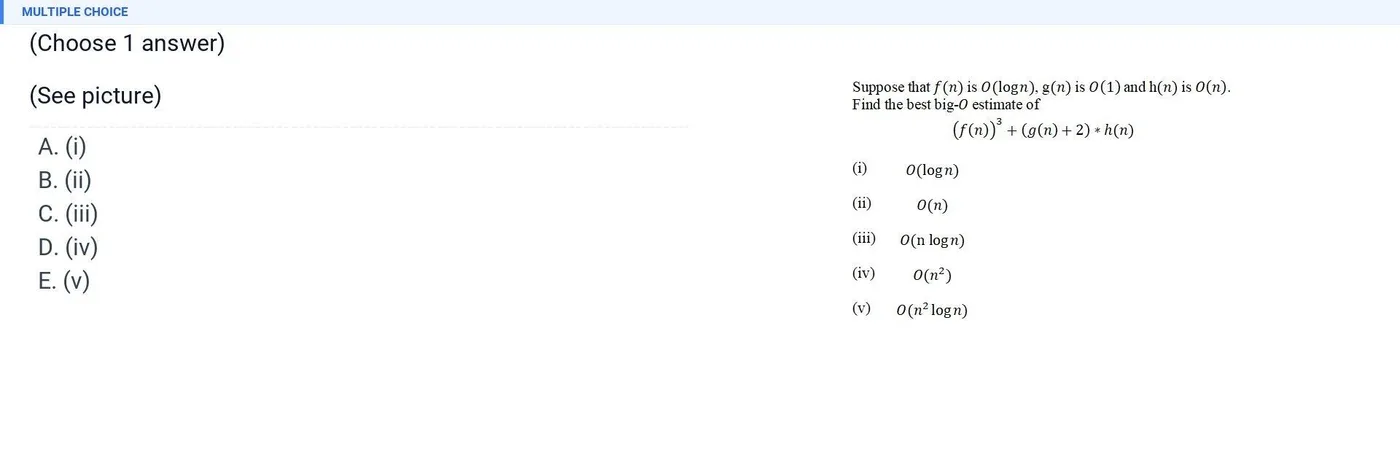 MULTIPLE CHOICE
(Choose 1 answer)
(See picture)
A. (i)
B. (ii)
C. (iii)
D. (iv)
E. (v)
Suppose that f(n) is O(logn), g(n) is O(1) and h(n) is O(n).
Find the best big-O estimate of
(f(n))³ + (g(n) + 2) * h(n)
(i) O(logn)
(ii) O(n)
(iii) O(n logn)
(iv) O(n²)
(v) O(n² logn)